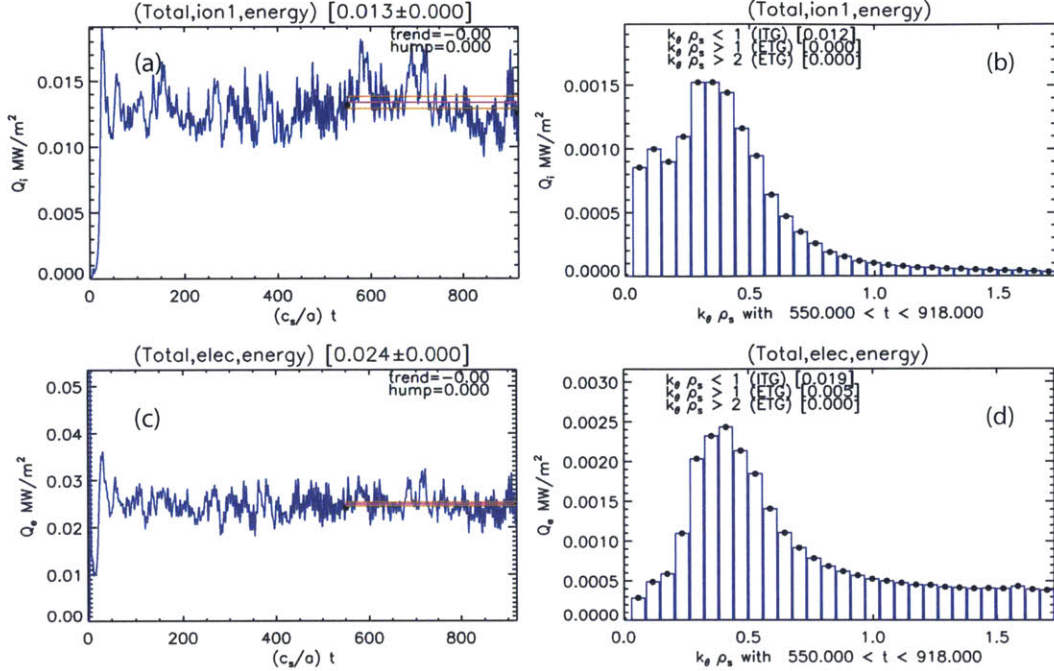 (Total,ion1,energy) [0.013±0.000]
trend=-0.00
hump=0.000
(a)
0.015
0.010
0.005
0.000
Q_i MW/m²
0 200 400 600 800
(c_s/a) t
(Total,ion1,energy)
k_θ ρ_s < 1 (ITG) [0.012]
k_θ ρ_s > 1 (ETG) [0.000]
k_θ ρ_s > 2 (ETG) [0.000]
(b)
0.0015
0.0010
0.0005
0.0000
Q_i MW/m²
0.0 0.5 1.0 1.5
k_θ ρ_s with 550.000 < t < 918.000
(Total,elec,energy) [0.024±0.000]
trend=-0.00
hump=0.000
(c)
0.05
0.04
0.03
0.02
0.01
0.00
Q_e MW/m²
0 200 400 600 800
(c_s/a) t
(Total,elec,energy)
k_θ ρ_s < 1 (ITG) [0.019]
k_θ ρ_s > 1 (ETG) [0.005]
k_θ ρ_s > 2 (ETG) [0.000]
(d)
0.0030
0.0025
0.0020
0.0015
0.0010
0.0005
0.0000
Q_e MW/m²
0.0 0.5 1.0 1.5
k_θ ρ_s with 550.000 < t < 918.000